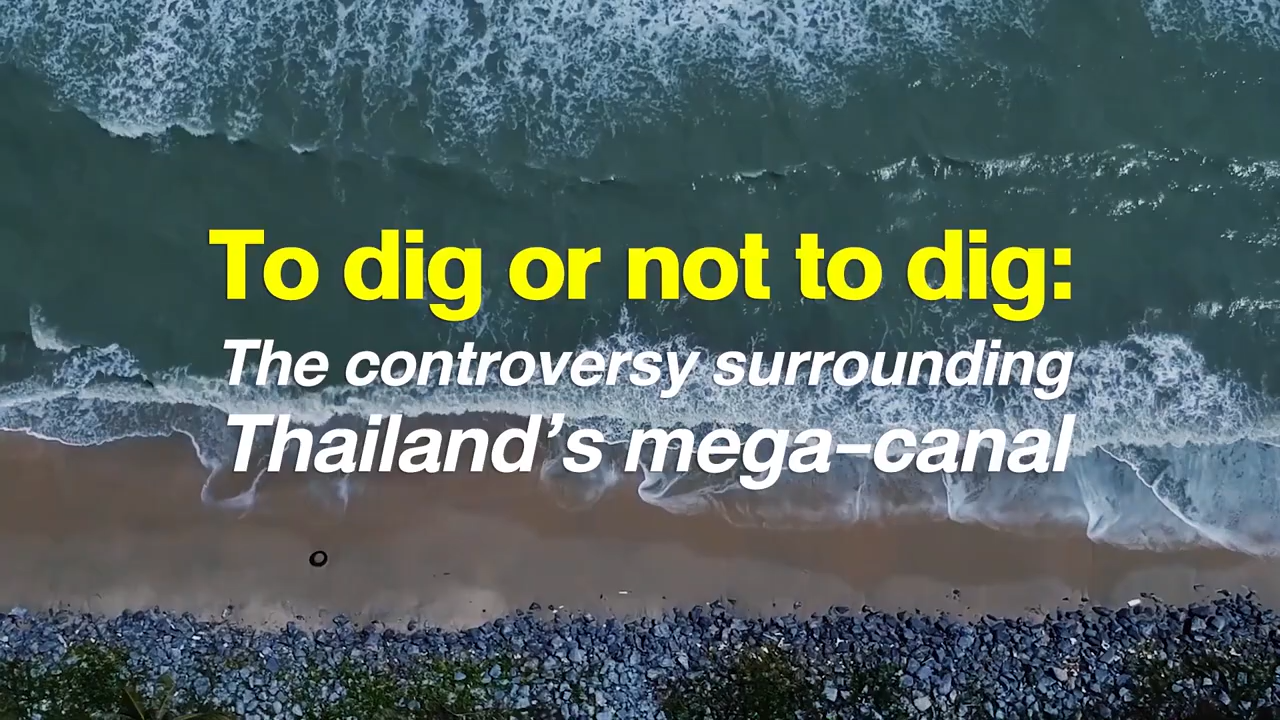 To dig or not to dig:
The controversy surrounding
Thailand’s mega-canal